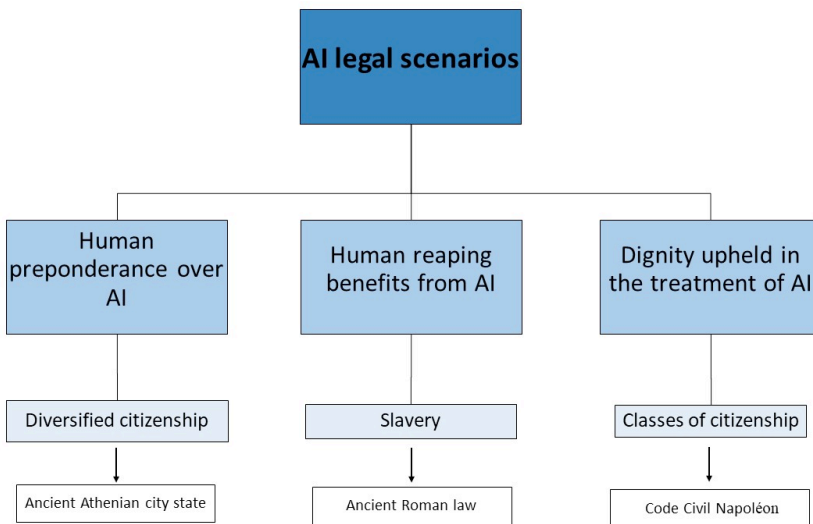 AI legal scenarios
Human
preponderance over
AI
Human reaping
benefits from AI
Dignity upheld in
the treatment of AI
Diversified citizenship
Slavery
Classes of citizenship
Ancient Athenian city state
Ancient Roman law
Code Civil Napoléon